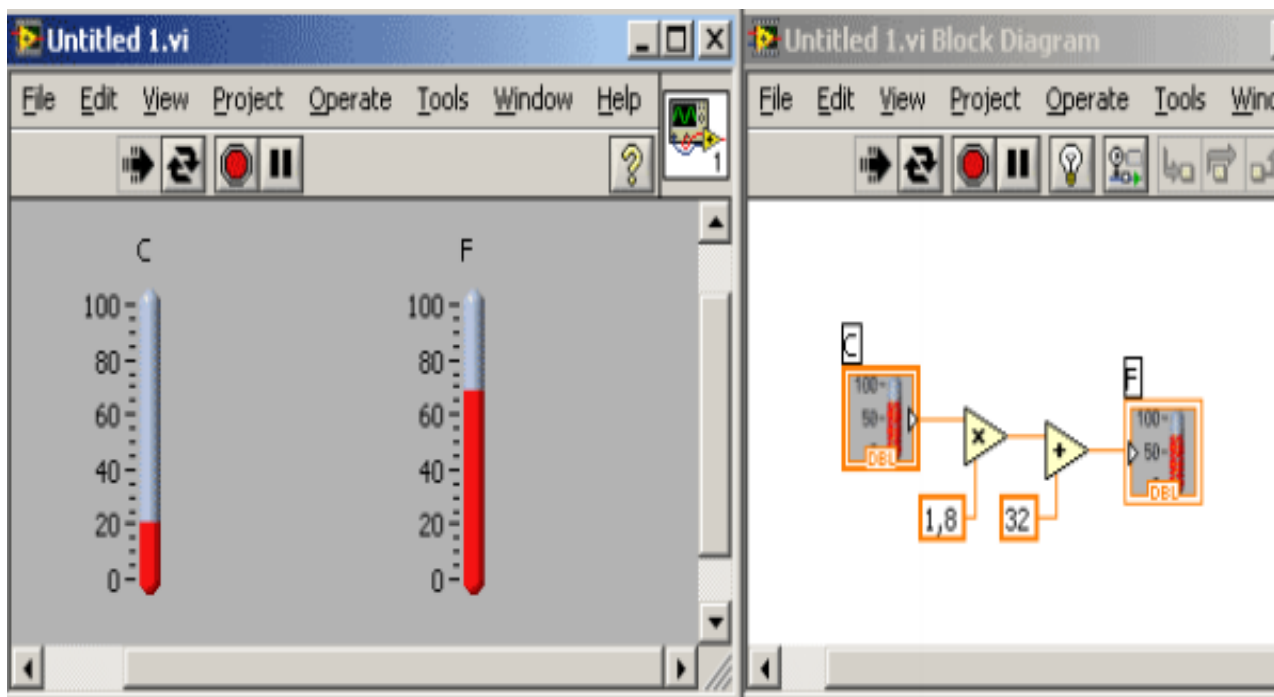 Untitled 1.vi
File Edit View Project Operate Tools Window Help
1
C
100
80
60
40
20
0
F
100
80
60
40
20
0
Untitled 1.vi Block Diagram
File Edit View Project Operate Tools
C
100
50
DBL
x
1,8
+
32
F
100
50
DBL